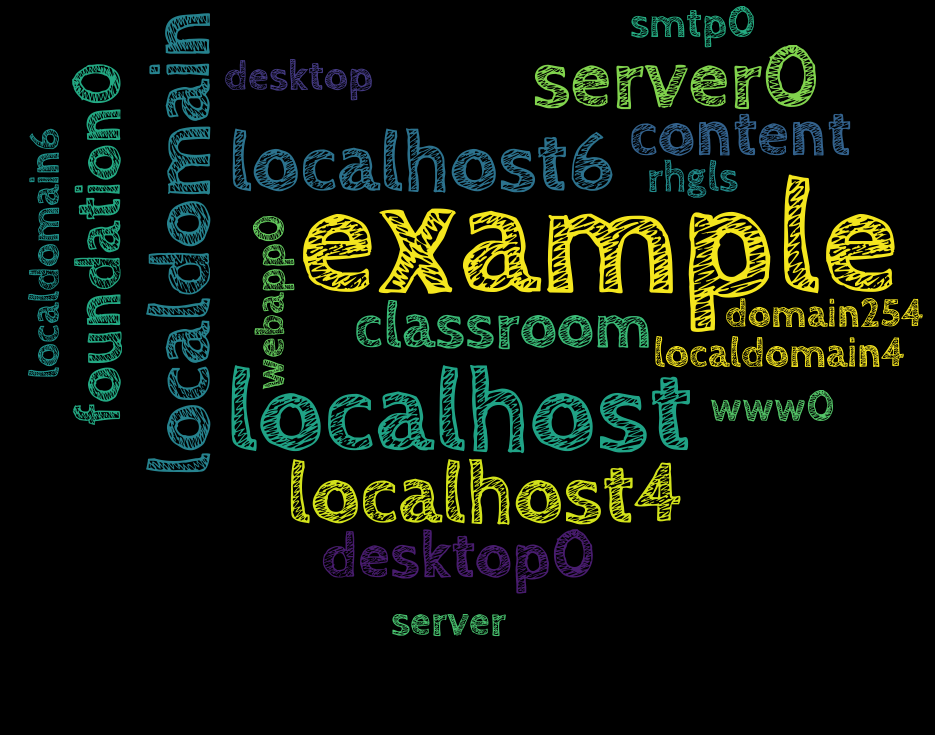 smtp0
desktop
server0
content
localhost6
rhgls
localdomain6
foundation0
localdomain
webapp0
example
domain254
classroom
localdomain4
localhost
www0
localhost4
desktop0
server